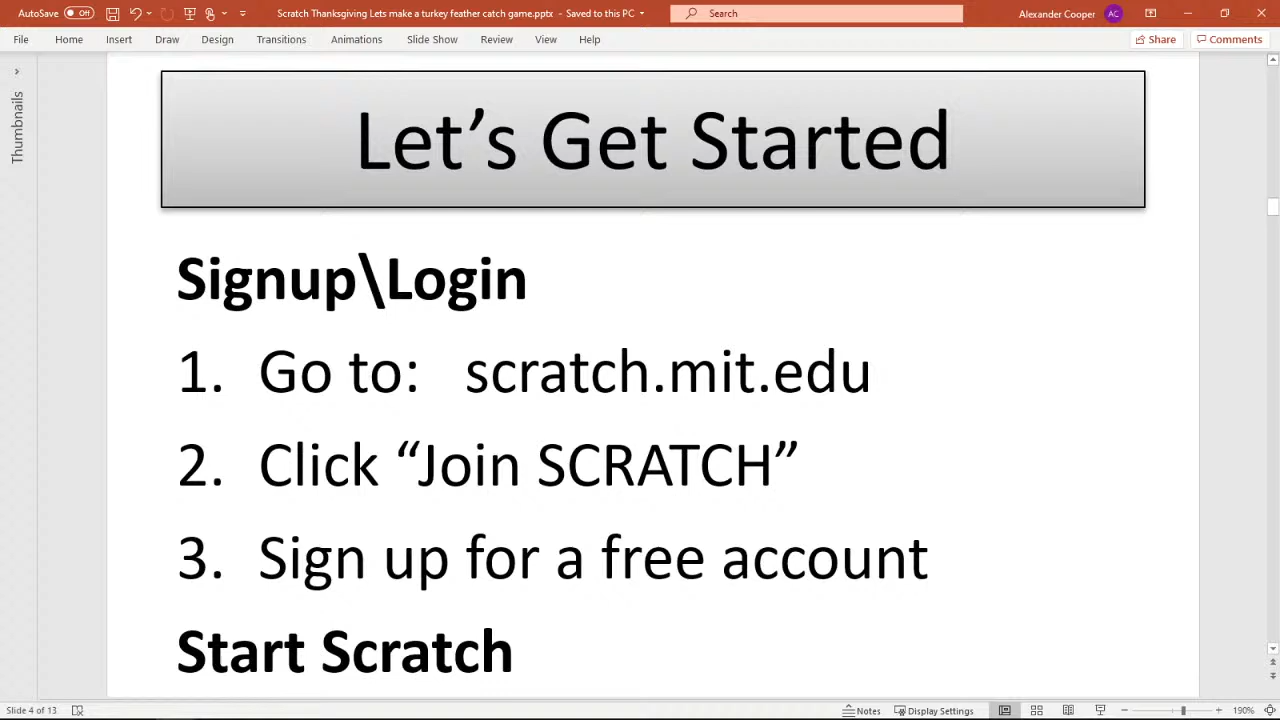 AutoSave Off Scratch Thanksgiving Lets make a turkey feather catch game.pptx - Saved to this PC Search Alexander Cooper AC
File Home Insert Draw Design Transitions Animations Slide Show Review View Help Share Comments
Thumbnails
Let’s Get Started
Signup\Login
1. Go to: scratch.mit.edu
2. Click “Join SCRATCH”
3. Sign up for a free account
Start Scratch
Slide 4 of 13 Notes Display Settings 190%